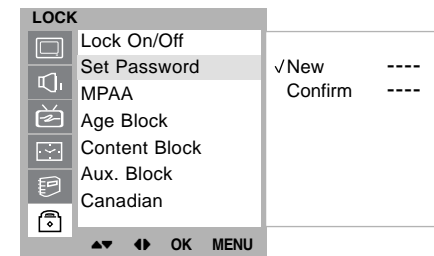 LOCK
Lock On/Off
Set Password
MPAA
Age Block
Content Block
Aux. Block
Canadian
√ New ----
Confirm ----
▲▼ ◀▶ OK MENU